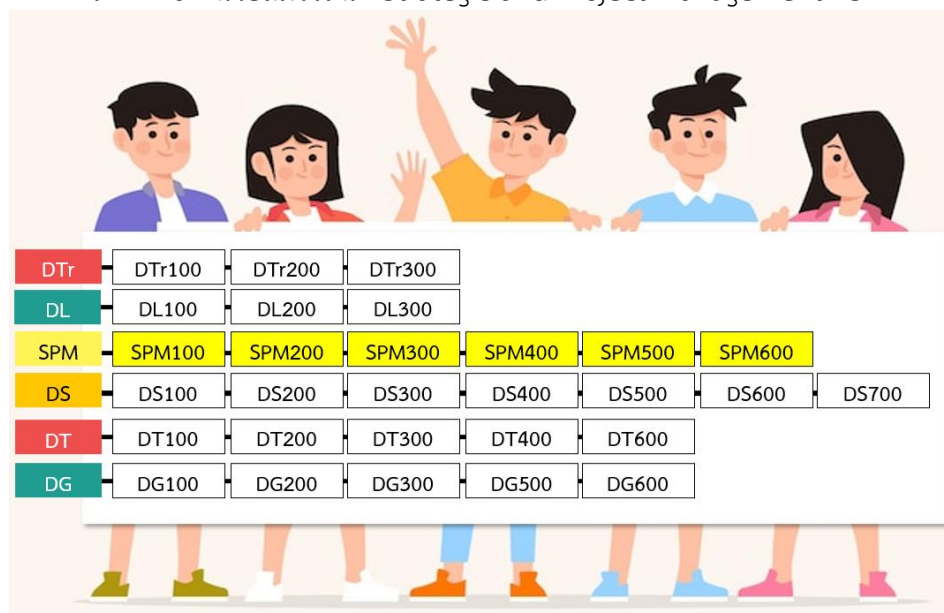 DTr DTr100 DTr200 DTr300
DL DL100 DL200 DL300
SPM SPM100 SPM200 SPM300 SPM400 SPM500 SPM600
DS DS100 DS200 DS300 DS400 DS500 DS600 DS700
DT DT100 DT200 DT300 DT400 DT600
DG DG100 DG200 DG300 DG500 DG600